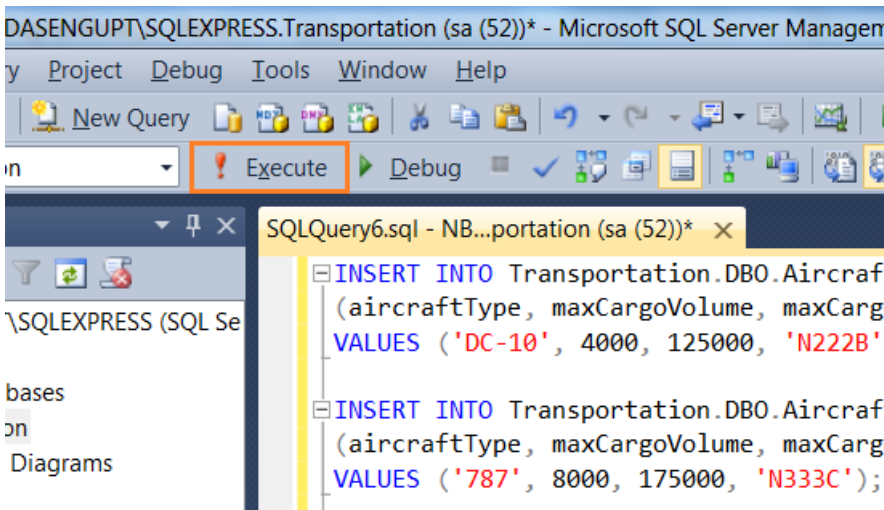 DASENGUPT\SQLEXPRESS.Transportation (sa (52))* - Microsoft SQL Server Managem
y Project Debug Tools Window Help
New Query
on Execute Debug
SQLQuery6.sql - NB...portation (sa (52))*
INSERT INTO Transportation.DBO.Aircraf
(aircraftType, maxCargoVolume, maxCarg
VALUES ('DC-10', 4000, 125000, 'N222B'
INSERT INTO Transportation.DBO.Aircraf
(aircraftType, maxCargoVolume, maxCarg
VALUES ('787', 8000, 175000, 'N333C');
\SQLEXPRESS (SQL Se
bases
on
Diagrams